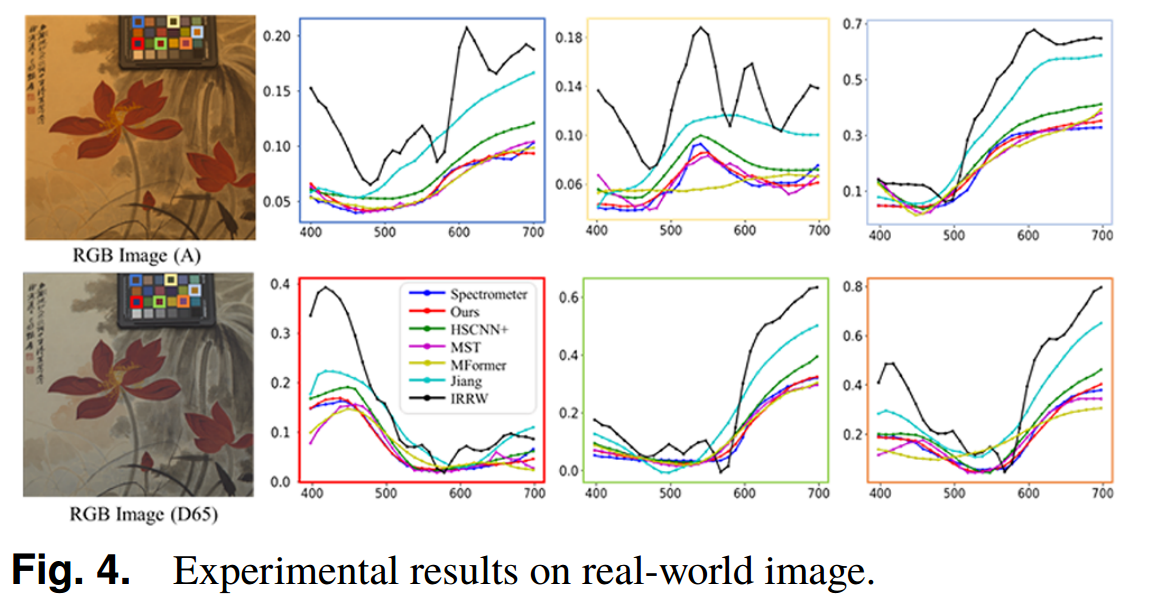 0.20
0.15
0.10
0.05
400 500 600 700
0.18
0.14
0.10
0.06
400 500 600 700
0.7
0.5
0.3
0.1
400 500 600 700
RGB Image (A)
0.4
0.3
0.2
0.1
0.0
400 500 600 700
Spectrometer
Ours
HSCNN+
MST
MFormer
Jiang
IRRW
0.6
0.4
0.2
0.0
400 500 600 700
0.8
0.6
0.4
0.2
400 500 600 700
RGB Image (D65)
Fig. 4. Experimental results on real-world image.